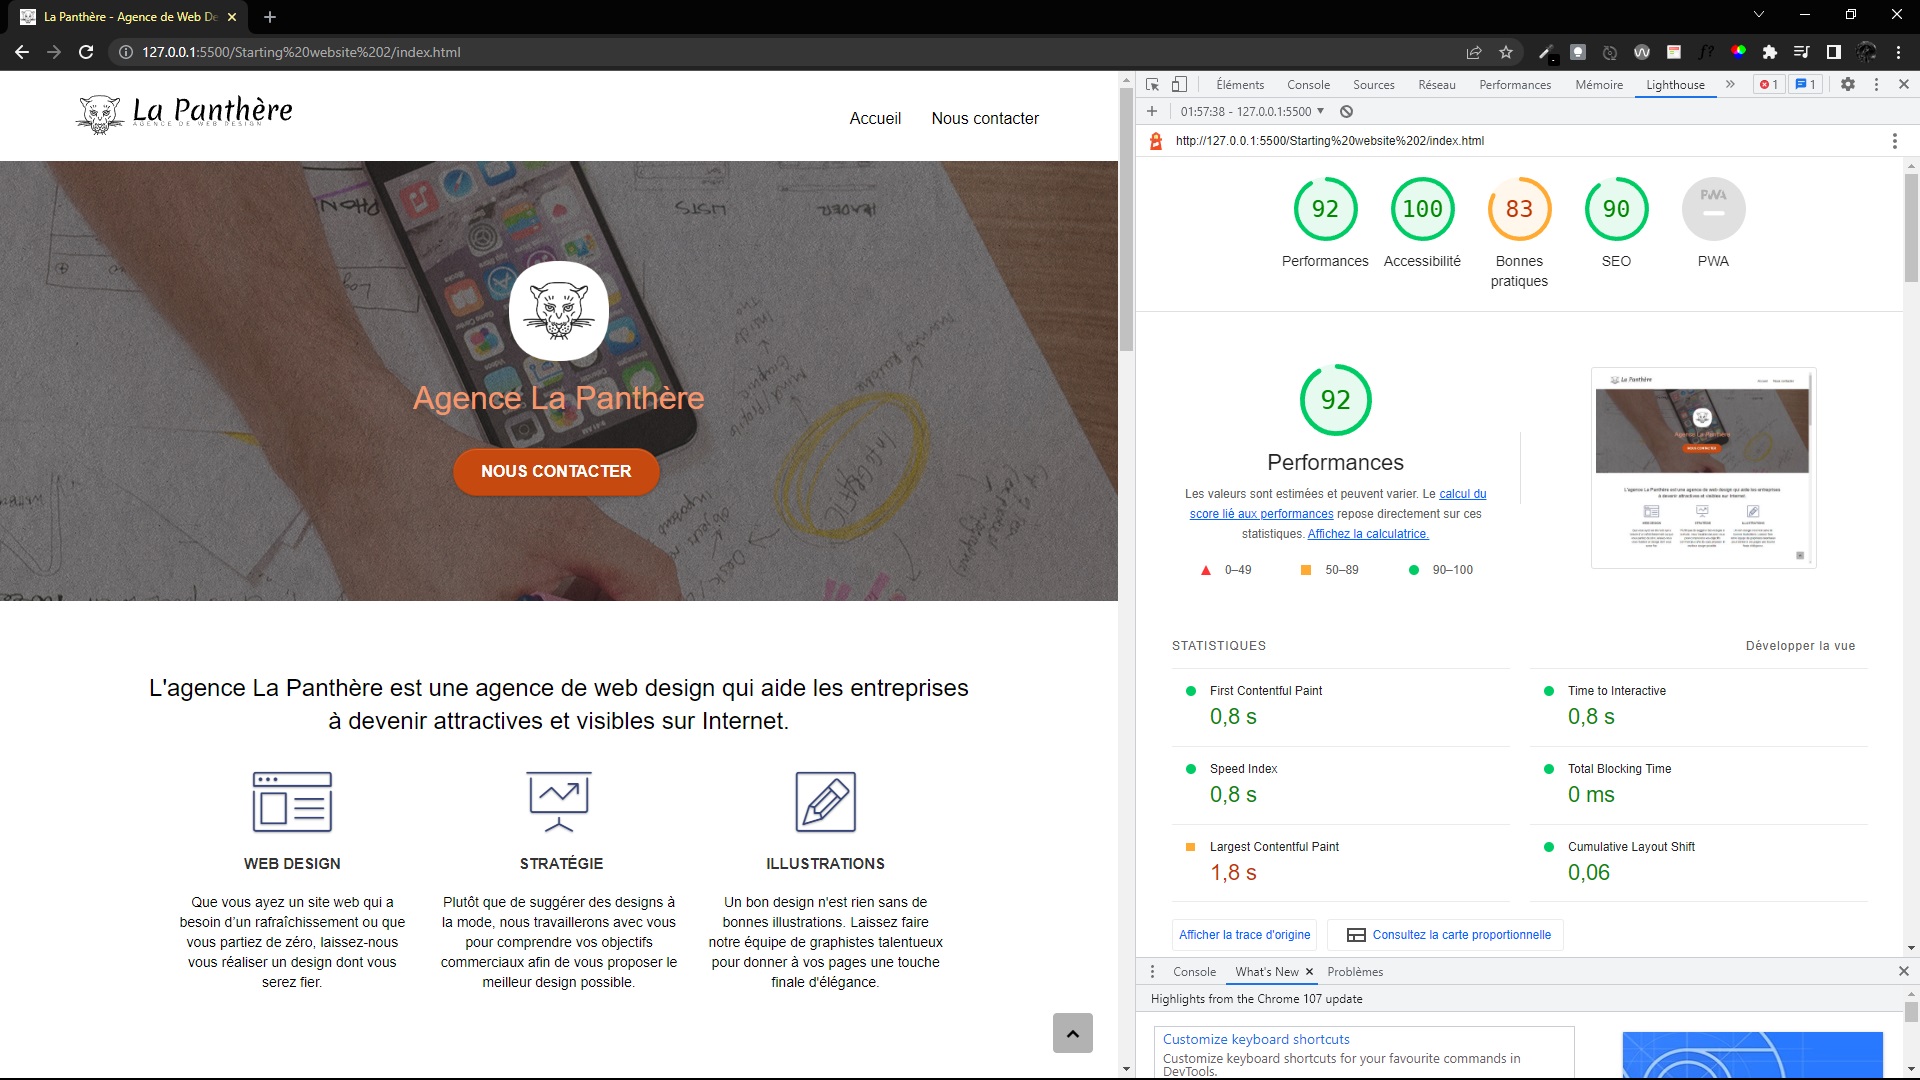 La Panthère - Agence de Web De
127.0.0.1:5500/Starting%20website%202/index.html
La Panthère
AGENCE DE WEB DESIGN
Accueil
Nous contacter
HEADER
LISTS
Agence La Panthère
NOUS CONTACTER
L'agence La Panthère est une agence de web design qui aide les entreprises
à devenir attractives et visibles sur Internet.
WEB DESIGN
Que vous ayez un site web qui a
besoin d’un rafraîchissement ou que
vous partiez de zéro, laissez-nous
vous réaliser un design dont vous
serez fier.
STRATÉGIE
Plutôt que de suggérer des designs à
la mode, nous travaillerons avec vous
pour comprendre vos objectifs
commerciaux afin de vous proposer le
meilleur design possible.
ILLUSTRATIONS
Un bon design n'est rien sans de
bonnes illustrations. Laissez faire
notre équipe de graphistes talentueux
pour donner à vos pages une touche
finale d'élégance.
Éléments
Console
Sources
Réseau
Performances
Mémoire
Lighthouse
1
1
01:57:38 - 127.0.0.1:5500
http://127.0.0.1:5500/Starting%20website%202/index.html
92
Performances
100
Accessibilité
83
Bonnes
pratiques
90
SEO
PWA
PWA
92
Performances
Les valeurs sont estimées et peuvent varier. Le calcul du
score lié aux performances repose directement sur ces
statistiques. Affichez la calculatrice.
0–49
50–89
90–100
STATISTIQUES
Développer la vue
First Contentful Paint
0,8 s
Time to Interactive
0,8 s
Speed Index
0,8 s
Total Blocking Time
0 ms
Largest Contentful Paint
1,8 s
Cumulative Layout Shift
0,06
Afficher la trace d'origine
Consultez la carte proportionnelle
Console
What's New
Problèmes
Highlights from the Chrome 107 update
Customize keyboard shortcuts
Customize keyboard shortcuts for your favourite commands in
DevTools.